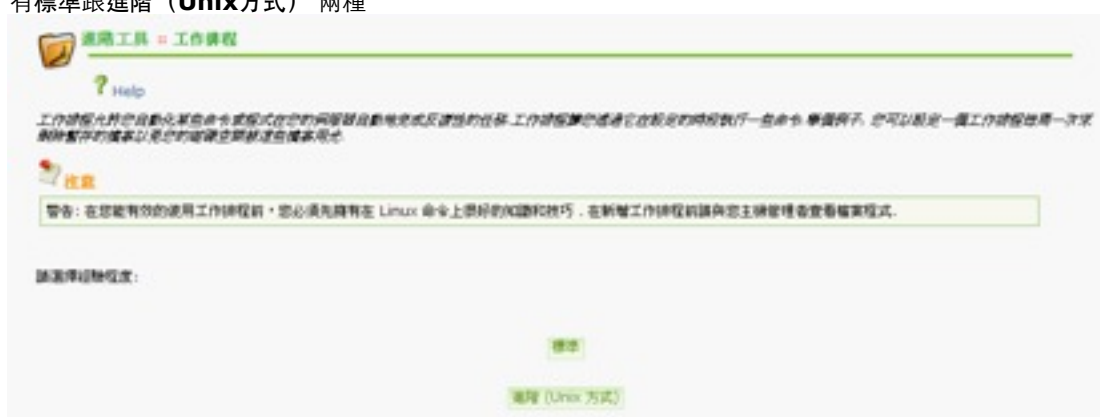 有標準跟進階（Unix方式） 兩種
進階工具 :: 工作排程
? Help
工作排程允許您自動化某些命令或程式在您的伺服器自動地完成反復性的任務.工作排程讓您透過它在設定的時段執行一些命令.舉個例子, 您可以設定一個工作排程每周一次來
刪除暫存的檔案以免您的磁碟空間被這些檔案用光.
注意
警告: 在您能有效的使用工作排程前，您必須先擁有在 Linux 命令上很好的知識和技巧．在新增工作排程前請與您主機管理者查看檔案程式.
請選擇經驗程度:
標準
進階 (Unix 方式)